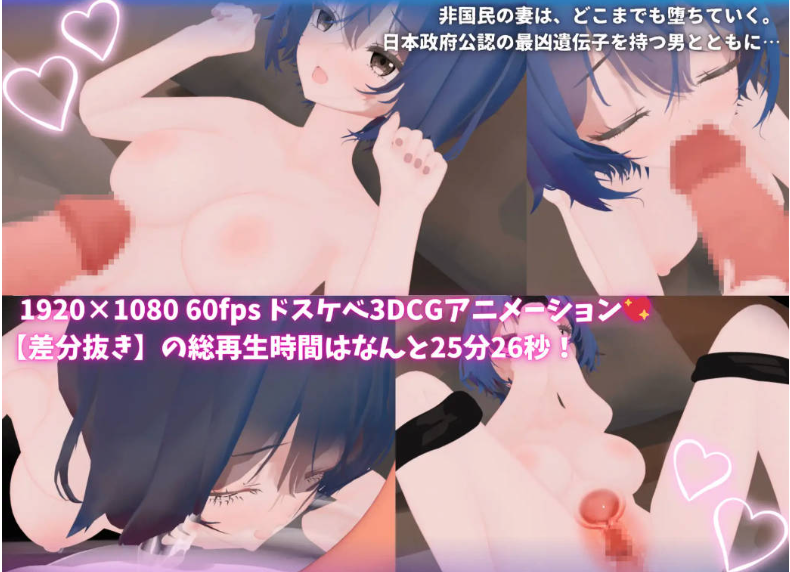 非国民の妻は、どこまでも堕ちていく。
日本政府公認の最凶遺伝子を持つ男とともに…
1920×1080 60fps ドスケベ3DCGアニメーション💖
【差分抜き】の総再生時間はなんと25分26秒！